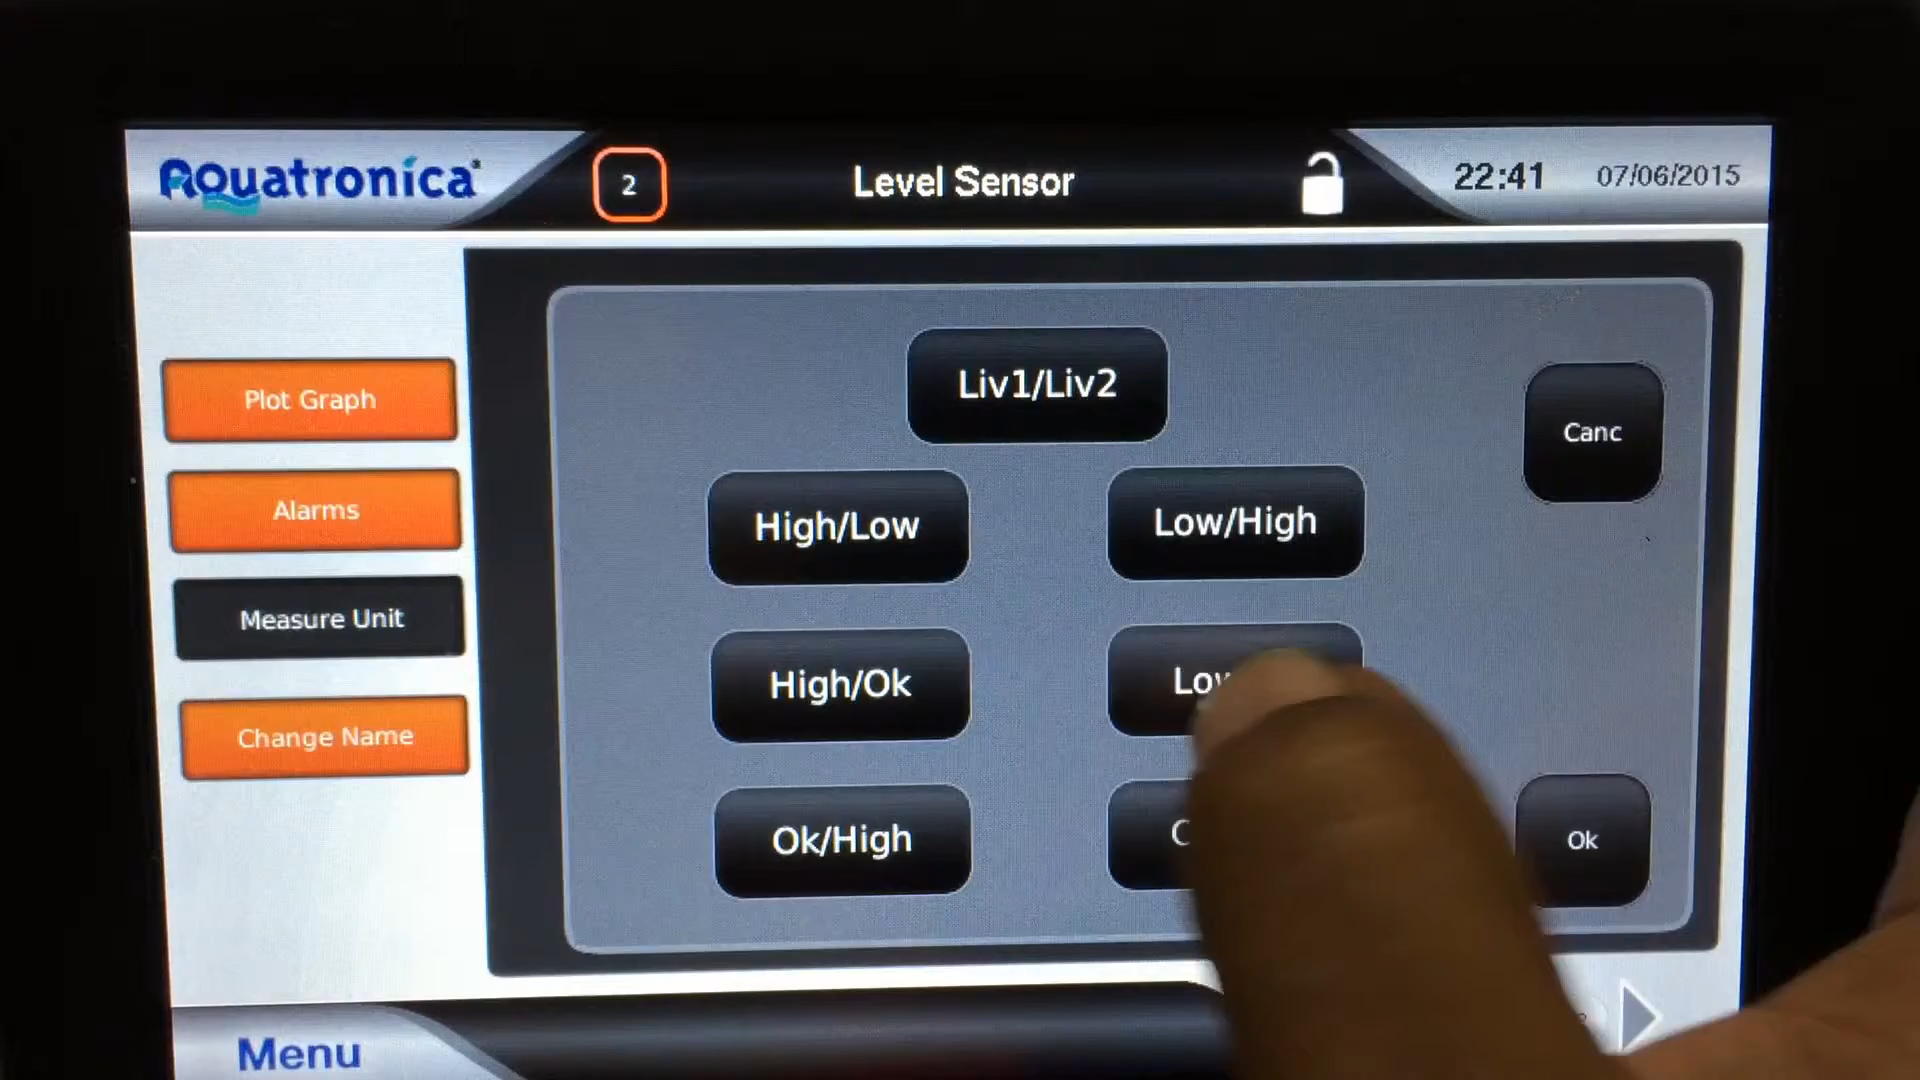 Aquatronica
2
Level Sensor
22:41
07/06/2015
Plot Graph
Alarms
Measure Unit
Change Name
Liv1/Liv2
Canc
High/Low
Low/High
High/Ok
Ok/High
Ok
Menu